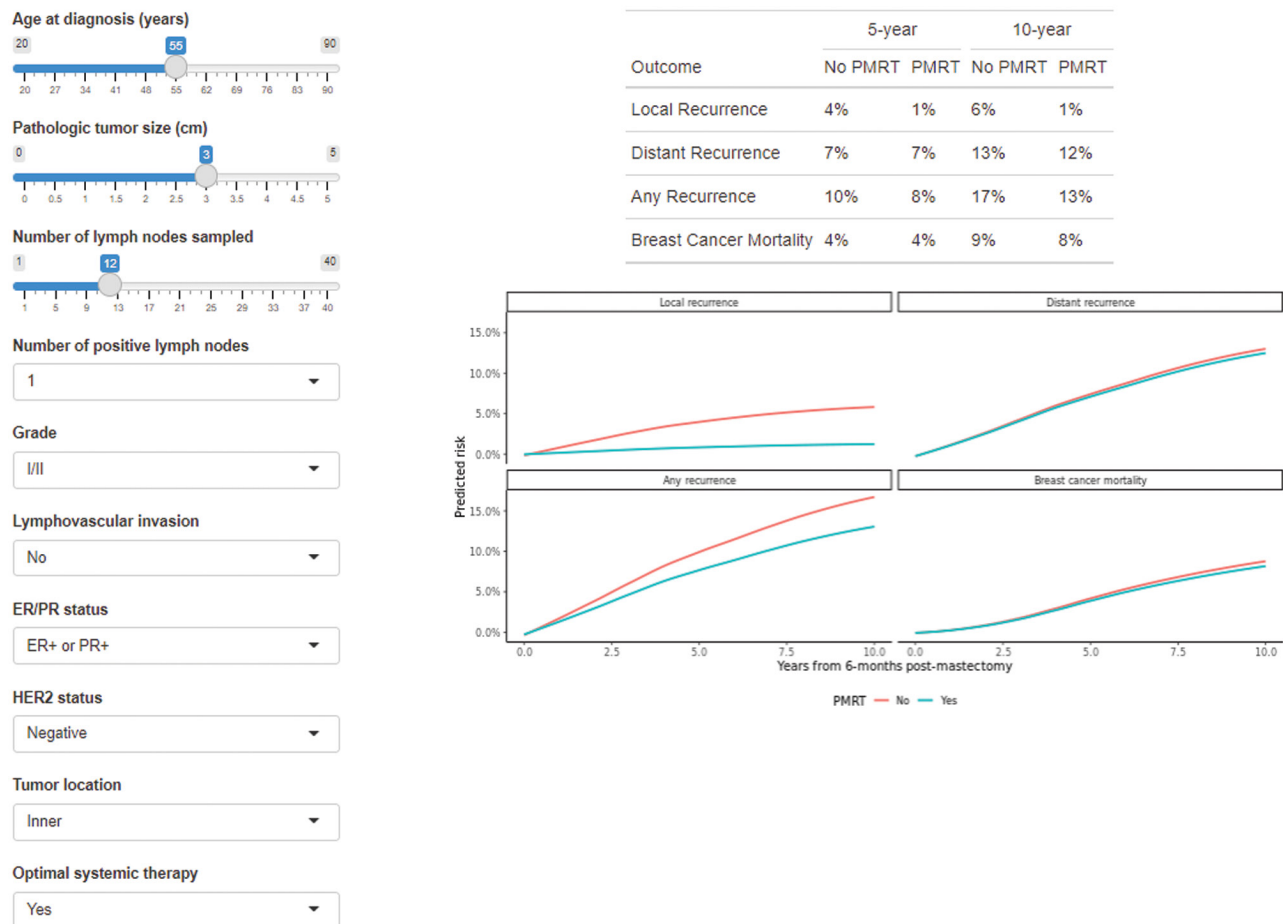 Age at diagnosis (years)
20 55 90
20 27 34 41 48 55 62 69 76 83 90
Pathologic tumor size (cm)
0 3 5
0 0.5 1 1.5 2 2.5 3 3.5 4 4.5 5
Number of lymph nodes sampled
1 12 40
1 5 9 13 17 21 25 29 33 37 40
Number of positive lymph nodes
1
Grade
I/II
Lymphovascular invasion
No
ER/PR status
ER+ or PR+
HER2 status
Negative
Tumor location
Inner
Optimal systemic therapy
Yes
5-year 10-year
Outcome No PMRT PMRT No PMRT PMRT
Local Recurrence 4% 1% 6% 1%
Distant Recurrence 7% 7% 13% 12%
Any Recurrence 10% 8% 17% 13%
Breast Cancer Mortality 4% 4% 9% 8%
Local recurrence Distant recurrence
15.0%
10.0%
5.0%
0.0%
Predicted risk
Any recurrence Breast cancer mortality
15.0%
10.0%
5.0%
0.0%
0.0 2.5 5.0 7.5 10.0 0.0 2.5 5.0 7.5 10.0
Years from 6-months post-mastectomy
PMRT No Yes